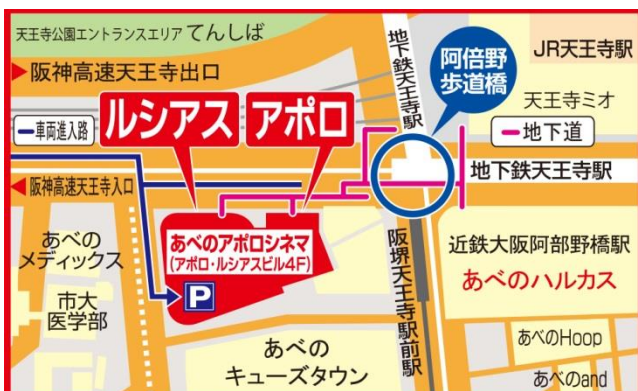 天王寺公園エントランスエリア てんしば
阪神高速天王寺出口
車両進入路
ルシアス
アポロ
地下鉄天王寺駅
阿倍野
歩道橋
JR天王寺駅
天王寺ミオ
地下道
地下鉄天王寺駅
阪神高速天王寺入口
あべの
メディックス
市大
医学部
あべのアポロシネマ
(アポロ・ルシアスビル4F)
P
阪堺天王寺駅前駅
近鉄大阪阿部野橋駅
あべのハルカス
あべの
キューズタウン
あべのHoop
あべのand